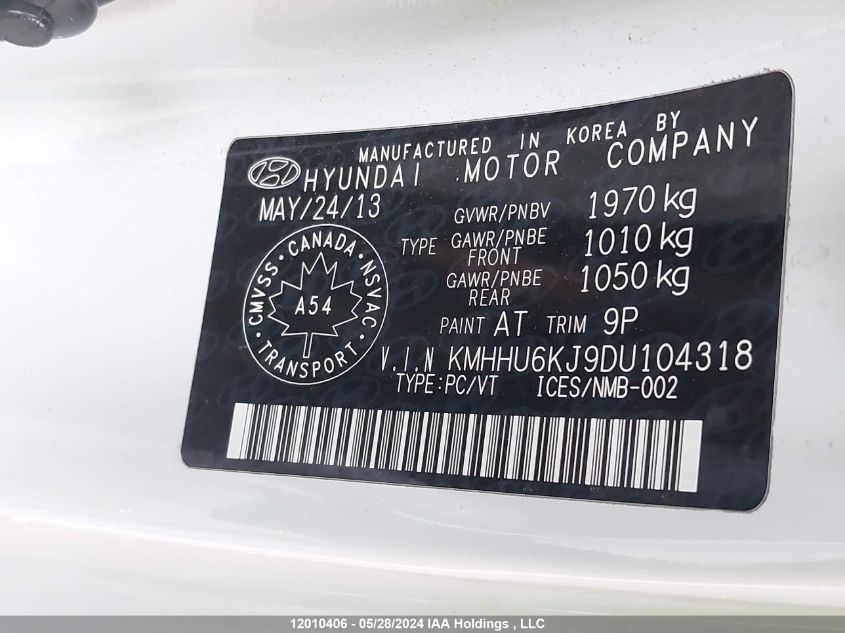 MANUFACTURED IN KOREA BY
HYUNDAI MOTOR COMPANY
MAY/24/13
GVWR/PNBV 1970 kg
TYPE GAWR/PNBE FRONT 1010 kg
GAWR/PNBE REAR 1050 kg
CMVSS • CANADA • NSVAC • TRANSPORT •
A54
PAINT AT TRIM 9P
V.I.N KMHHU6KJ9DU104318
TYPE:PC/VT ICES/NMB-002
12010406 - 05/28/2024 IAA Holdings , LLC